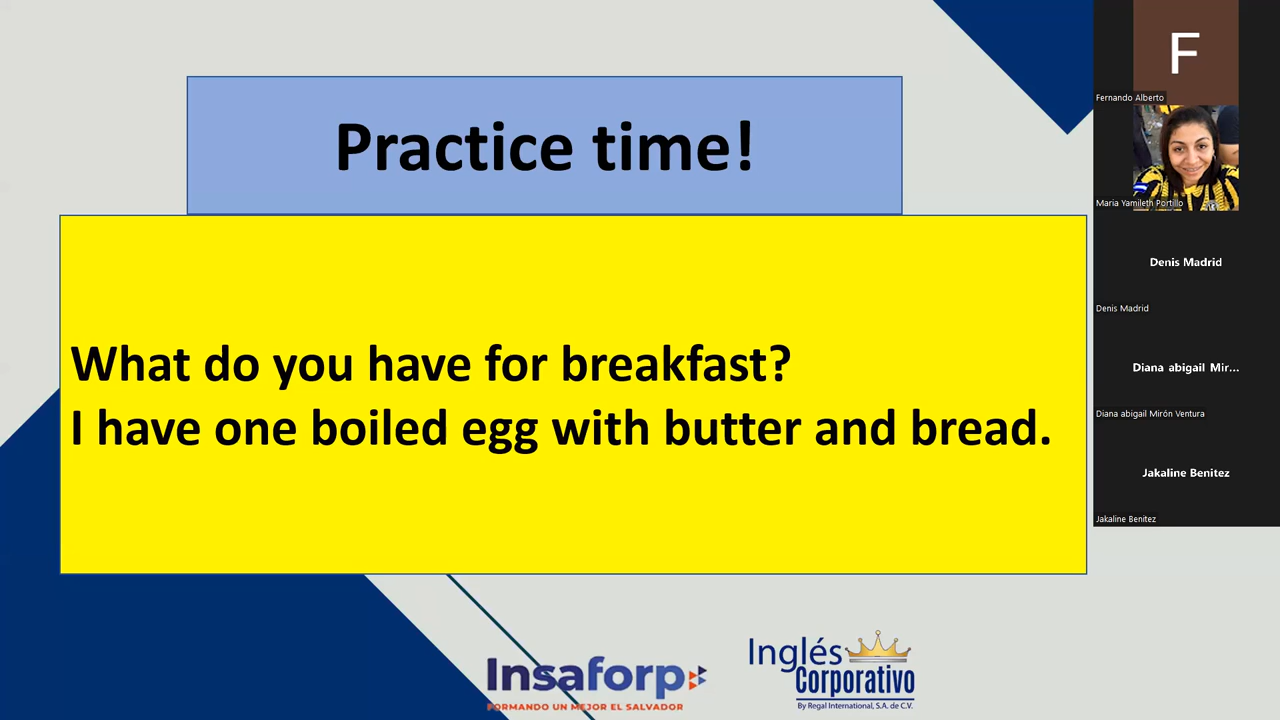 Practice time!
What do you have for breakfast?
I have one boiled egg with butter and bread.
Insaforp
FORMANDO UN MEJOR EL SALVADOR
Inglés
Corporativo
By Regal International, S.A. de C.V.
F
Fernando Alberto
Maria Yamileth Portillo
Denis Madrid
Denis Madrid
Diana abigail Mir...
Diana abigail Mirón Ventura
Jakaline Benitez
Jakaline Benitez